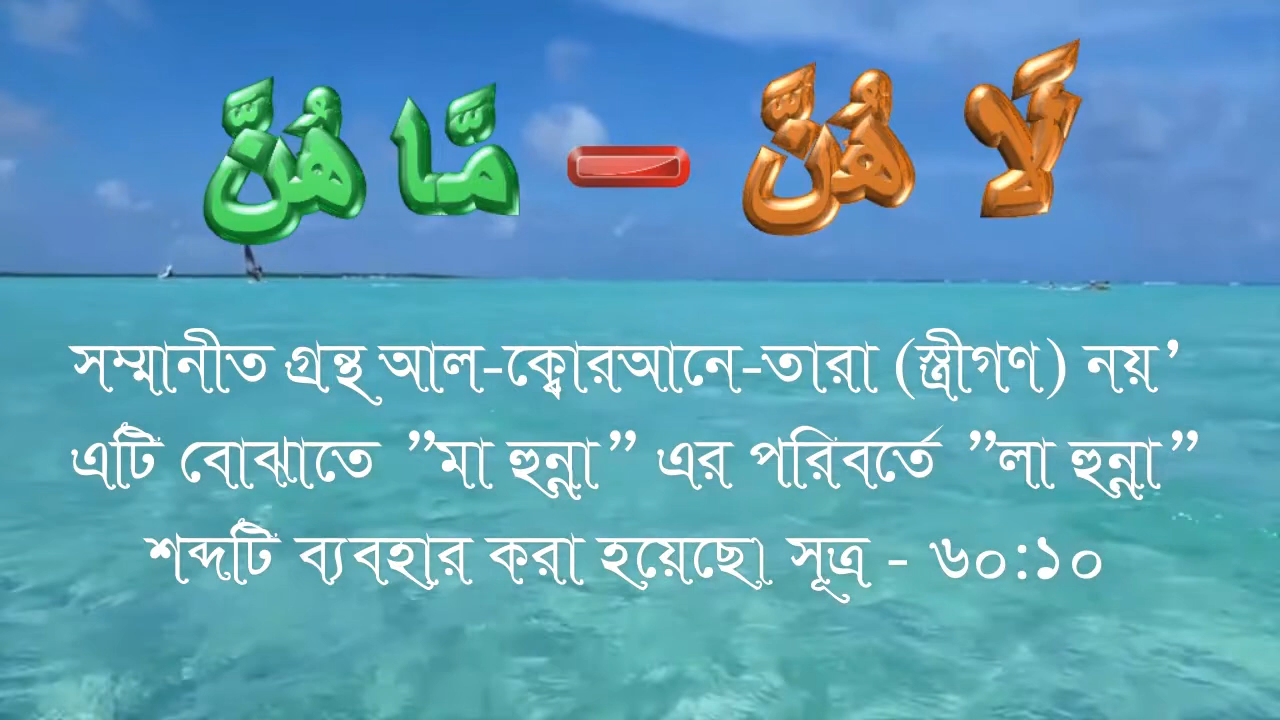 لَا هُنَّ - مَّا هُنَّ
সম্মানীত গ্রন্থ আল-ক্বোরআনে-তারা (স্ত্রীগণ) নয়’
এটি বোঝাতে ”মা হুন্না” এর পরিবর্তে ”লা হুন্না”
শব্দটি ব্যবহার করা হয়েছে। সূত্র - ৬০:১০